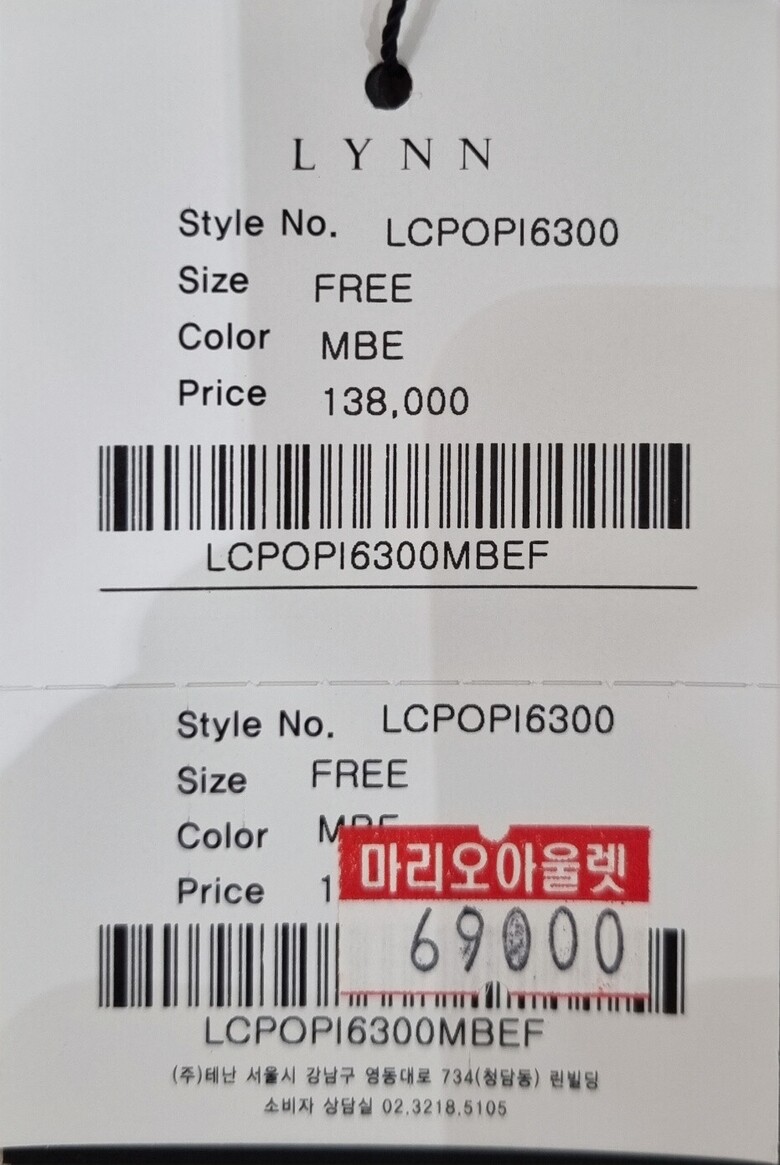 LYNN
Style No. LCPOPI6300
Size FREE
Color MBE
Price 138,000
LCPOPI6300MBEF
Style No. LCPOPI6300
Size FREE
Color
Price 1
마리오아울렛
69000
LCPOPI6300MBEF
(주)테난 서울시 강남구 영동대로 734(청담동) 린빌딩
소비자 상담실 02.3218.5105